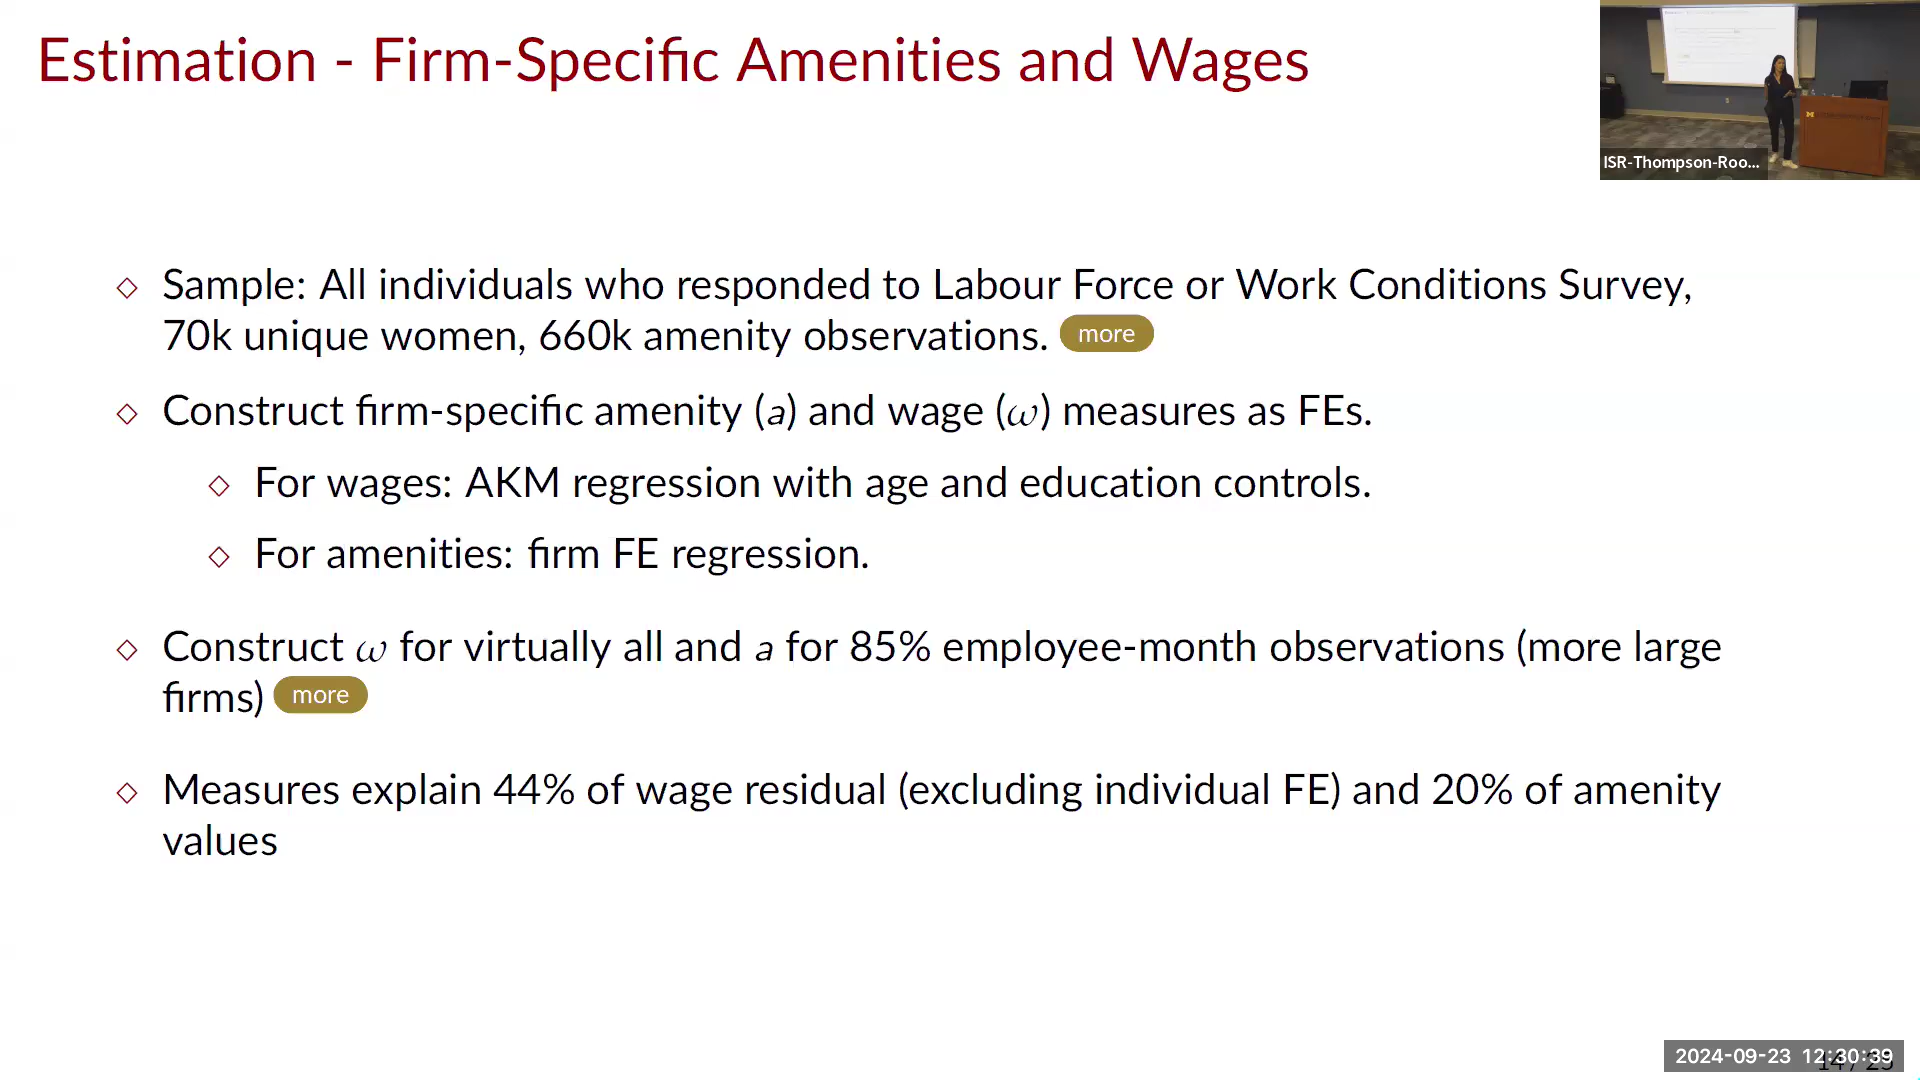 Estimation - Firm-Specific Amenities and Wages
ISR-Thompson-Roo...
◇ Sample: All individuals who responded to Labour Force or Work Conditions Survey,
70k unique women, 660k amenity observations. more
◇ Construct firm-specific amenity (a) and wage (ω) measures as FEs.
◇ For wages: AKM regression with age and education controls.
◇ For amenities: firm FE regression.
◇ Construct ω for virtually all and a for 85% employee-month observations (more large
firms) more
◇ Measures explain 44% of wage residual (excluding individual FE) and 20% of amenity
values
2024-09-23 12:30:39